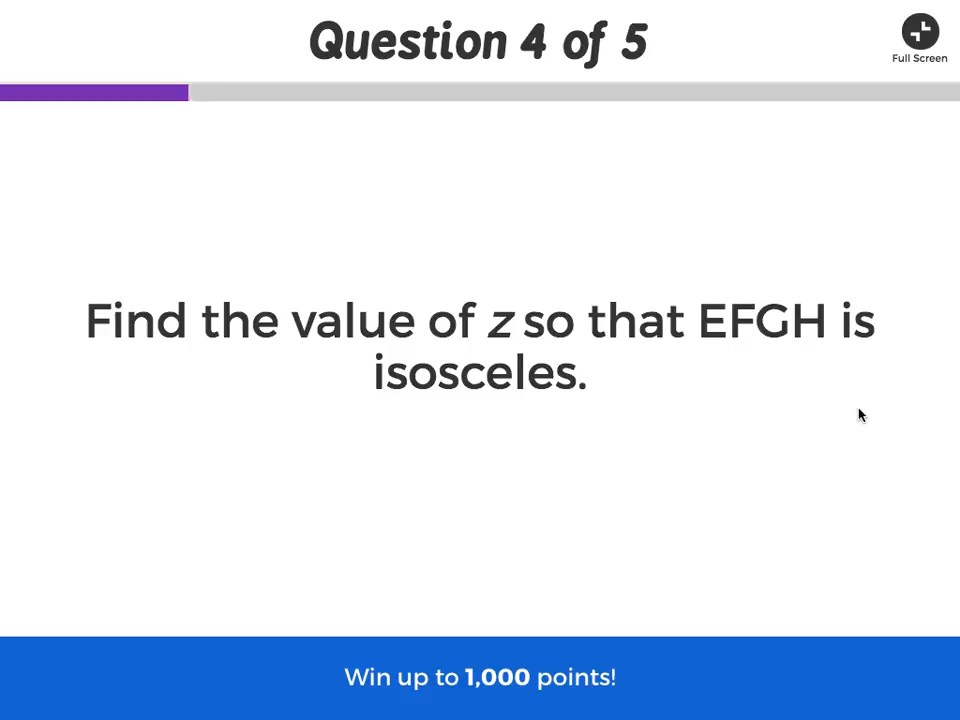 Question 4 of 5
Full Screen
Find the value of z so that EFGH is
isosceles.
Win up to 1,000 points!